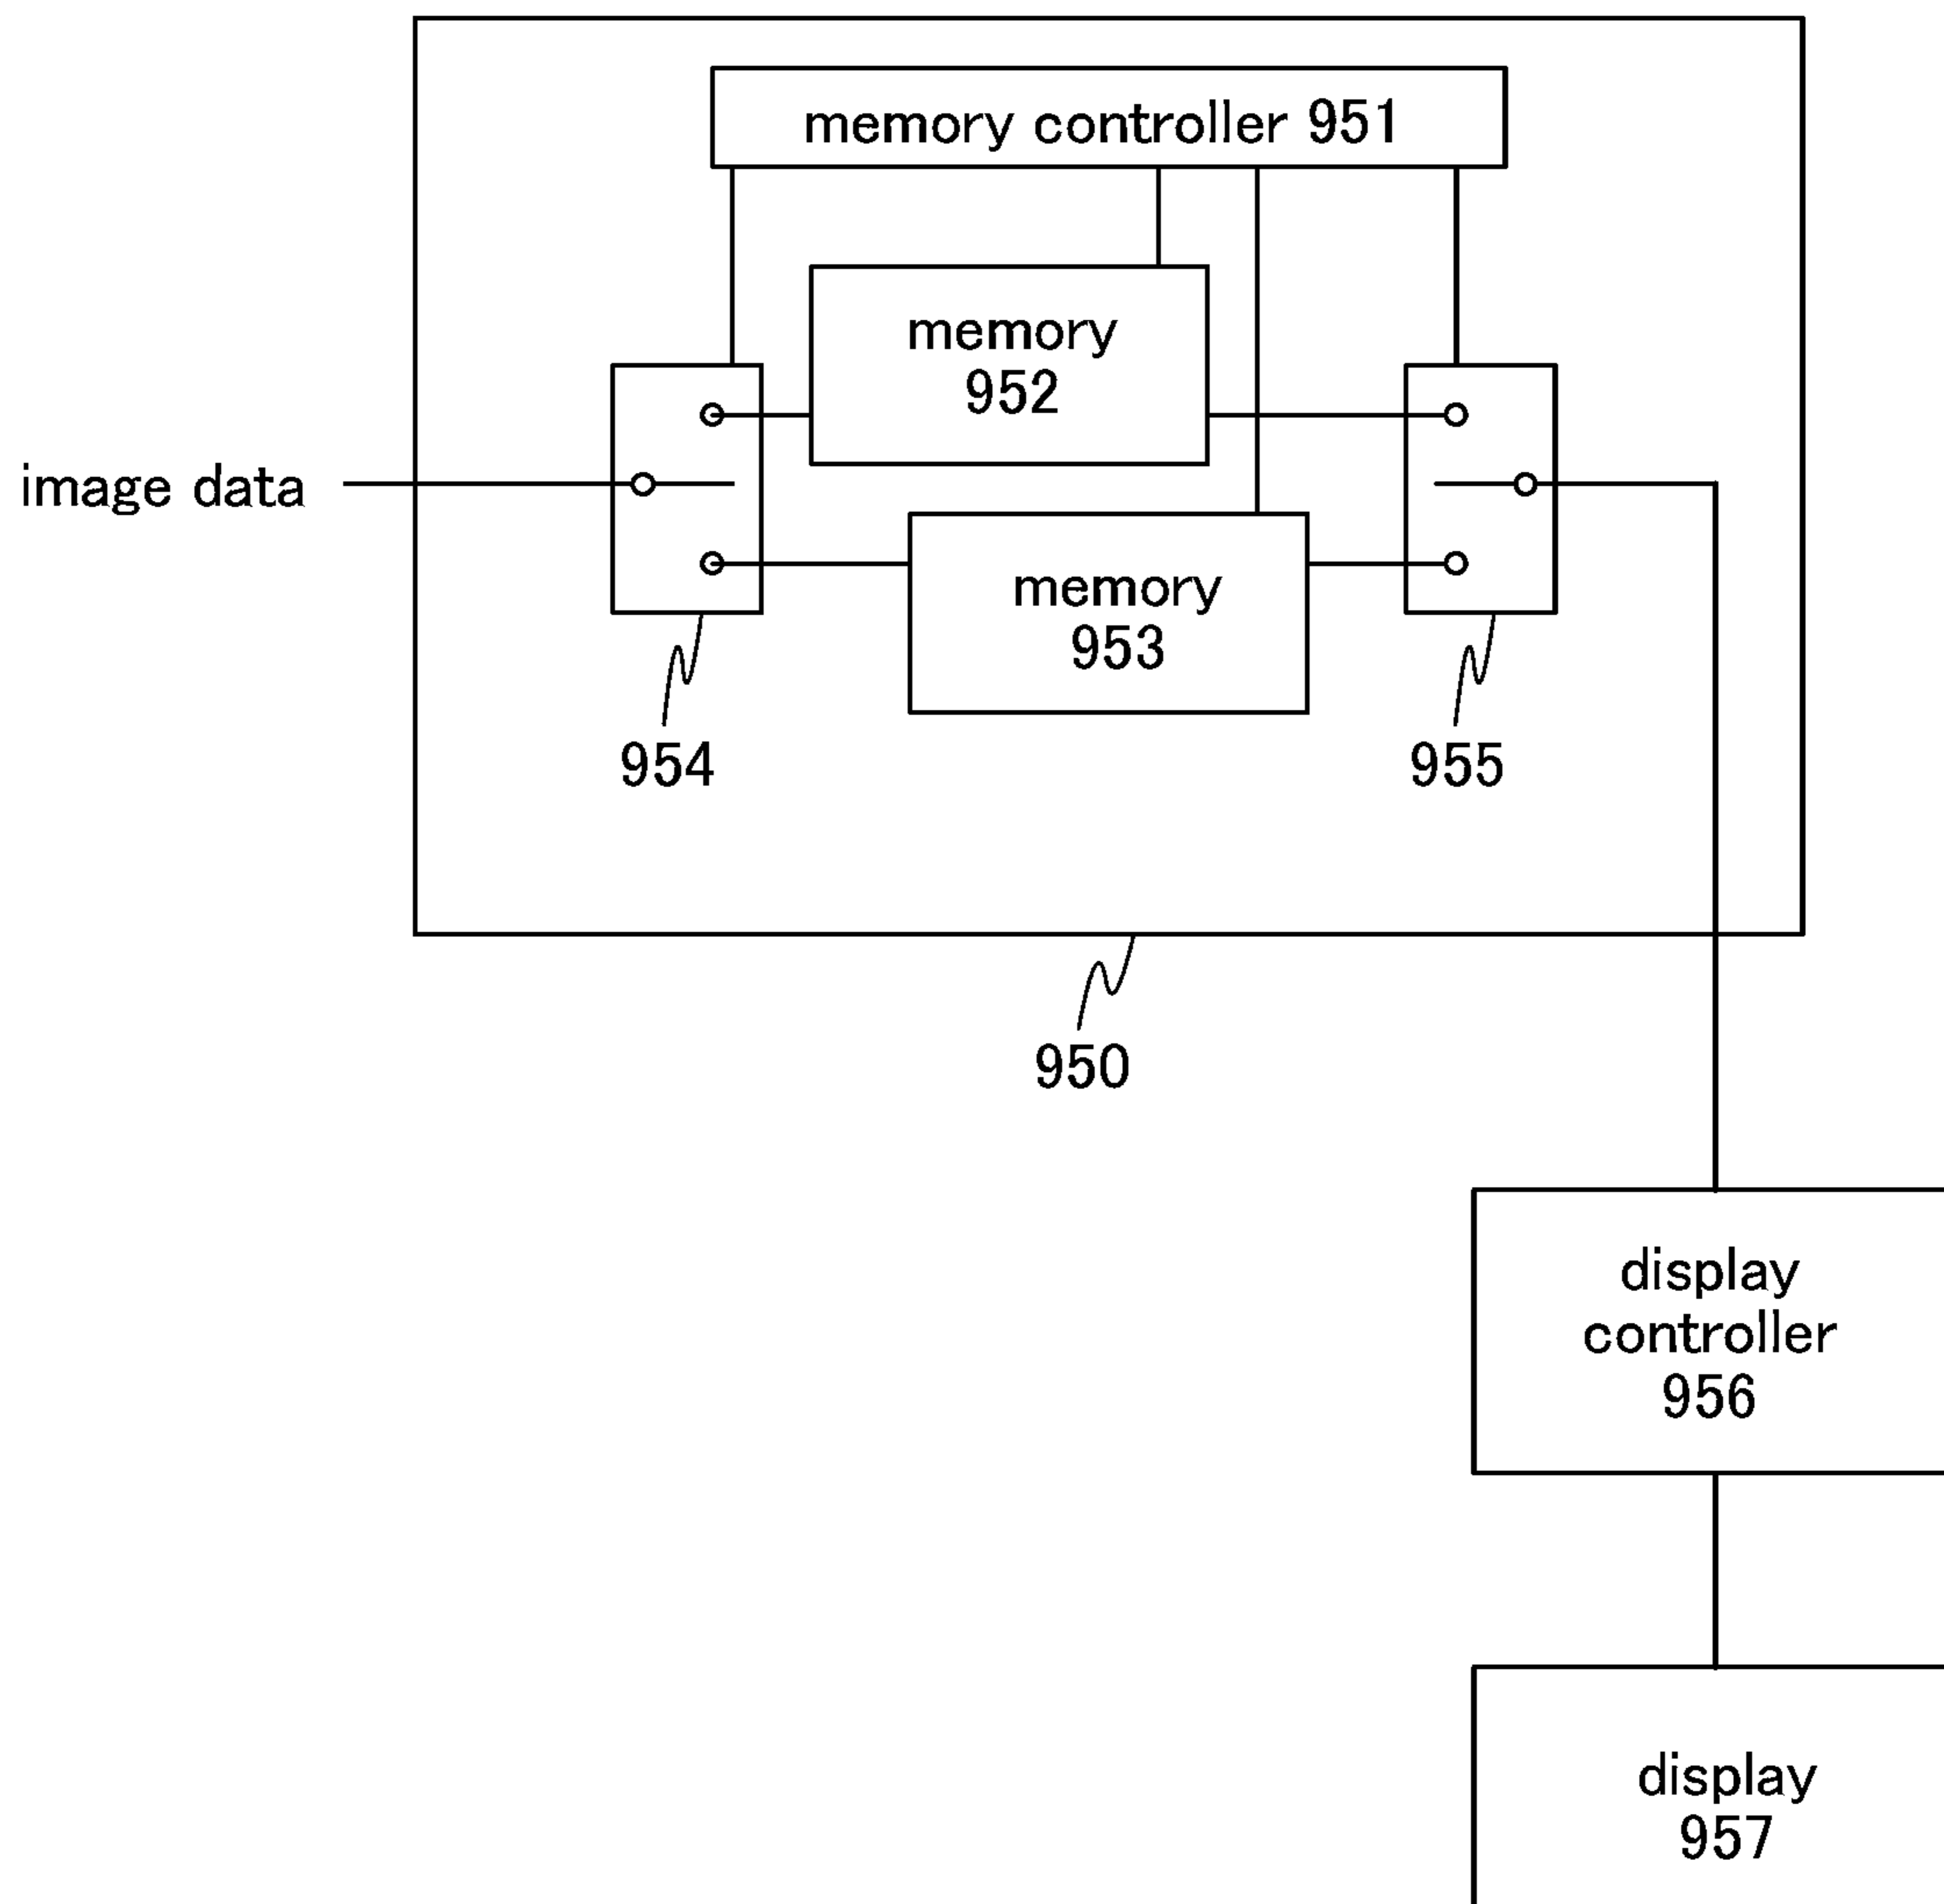 memory controller 951
memory
952
image data
memory
953
954
955
950
display
controller
956
display
957